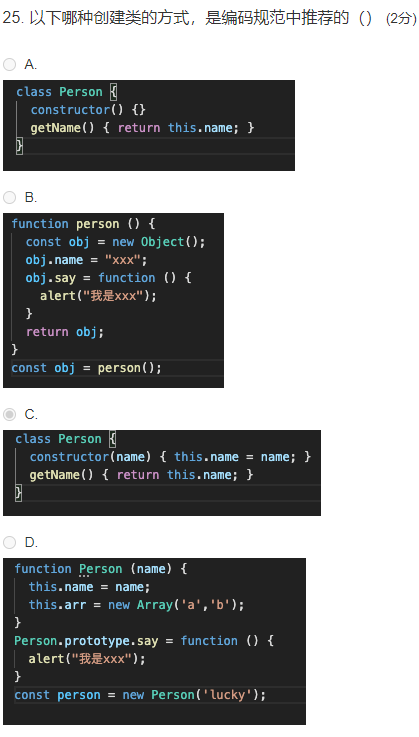 25. 以下哪种创建类的方式，是编码规范中推荐的（） (2分)
A.
class Person {
constructor() {}
getName() { return this.name; }
}
B.
function person () {
const obj = new Object();
obj.name = "xxx";
obj.say = function () {
alert("我是xxx");
}
return obj;
}
const obj = person();
C.
class Person {
constructor(name) { this.name = name; }
getName() { return this.name; }
}
D.
function Person (name) {
this.name = name;
this.arr = new Array('a','b');
}
Person.prototype.say = function () {
alert("我是xxx");
}
const person = new Person('lucky');